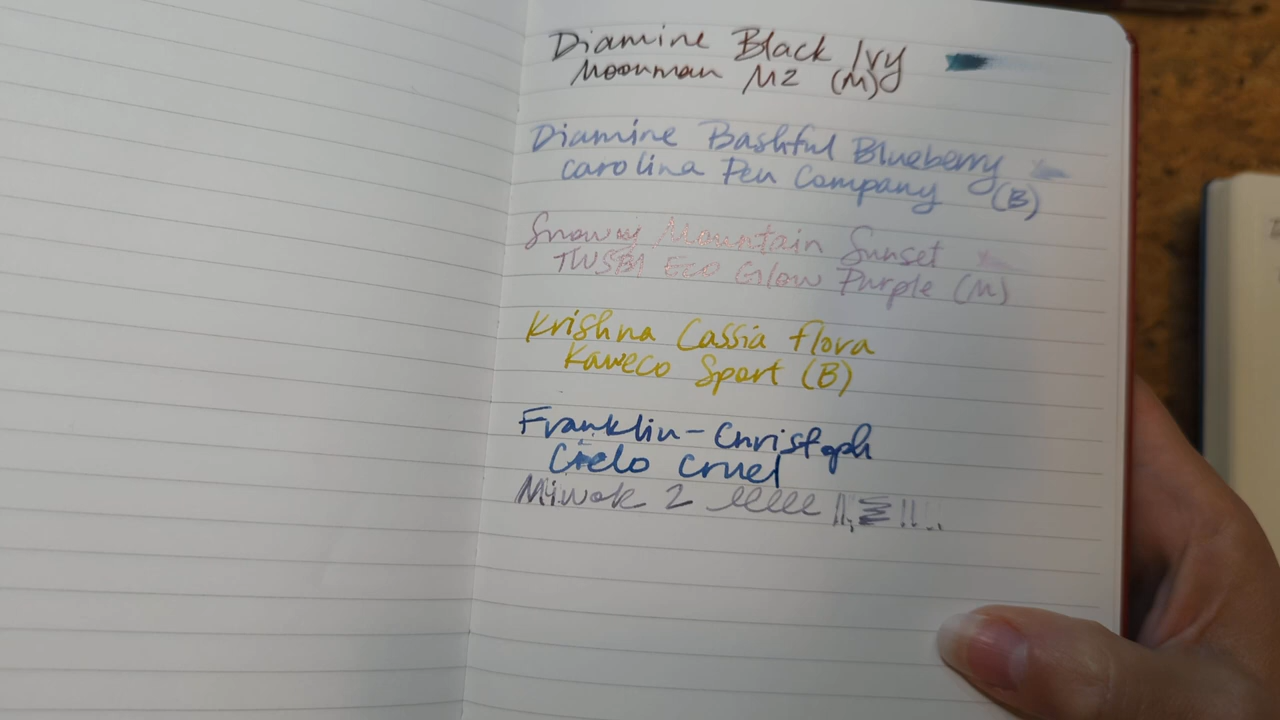 Diamine Black Ivy
Moonman M2 (M)
Diamine Bashful Blueberry
Carolina Pen Company (B)
Snowy Mountain Sunset
TWSBI Eco Glow Purple (M)
Krishna Cassia Flora
Kaweco Sport (B)
Franklin-Christoph
Cielo Cruel
Miwok 2